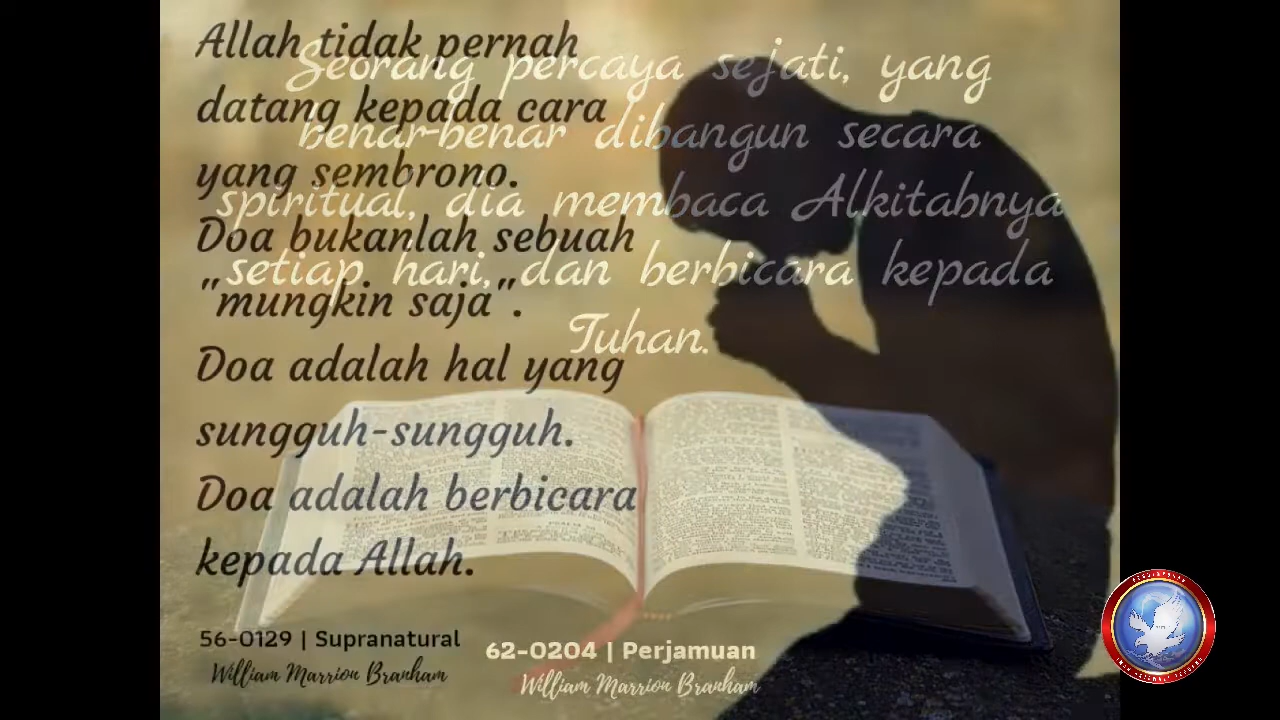 Allah tidak pernah
datang kepada cara
yang sembrono.
Doa bukanlah sebuah
"mungkin saja".
Doa adalah hal yang
sungguh-sungguh.
Doa adalah berbicara
kepada Allah.
56-0129 | Supranatural
William Marrion Branham
Seorang percaya sejati, yang
benar-benar dibangun secara
spiritual, dia membaca Alkitabnya
setiap hari, dan berbicara kepada
Tuhan.
62-0204 | Perjamuan
William Marrion Branham